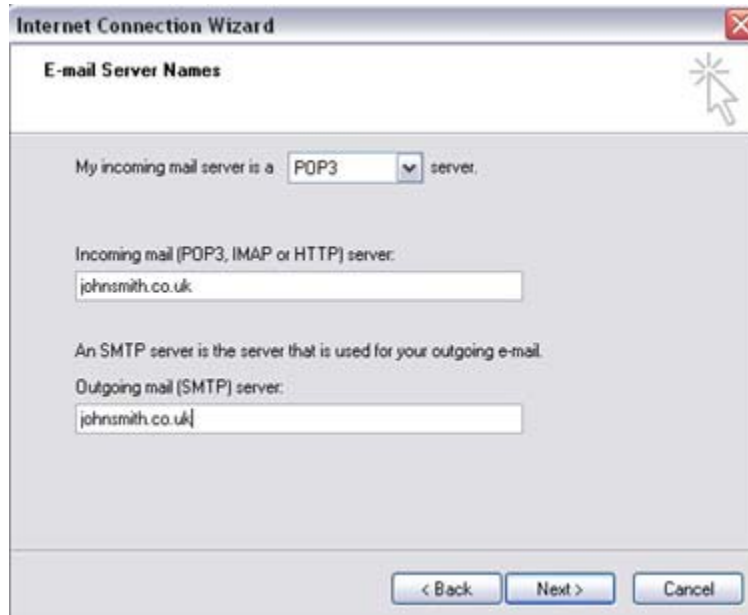 Internet Connection Wizard
E-mail Server Names
My incoming mail server is a POP3 server.
Incoming mail (POP3, IMAP or HTTP) server:
johnsmith.co.uk
An SMTP server is the server that is used for your outgoing e-mail.
Outgoing mail (SMTP) server:
johnsmith.co.uk
< Back Next > Cancel